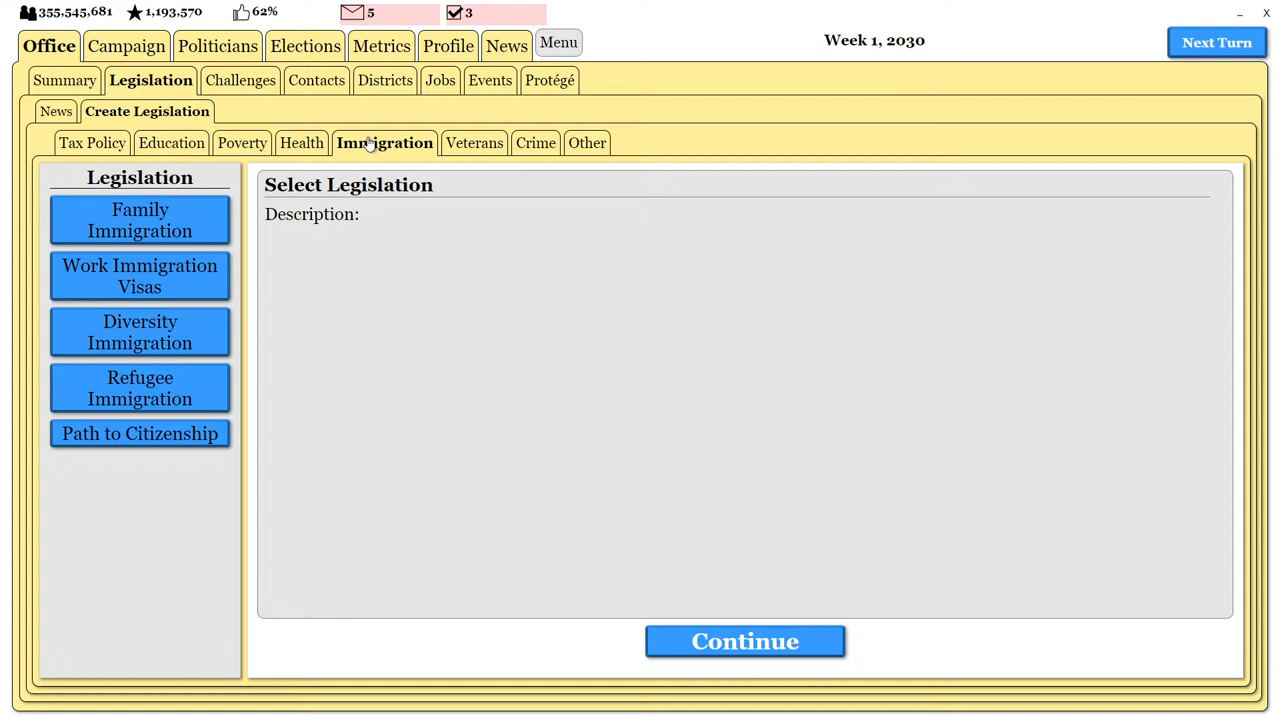 355,545,681 1,193,570 62% 5 3 _ X
Office Campaign Politicians Elections Metrics Profile News Menu Week 1, 2030 Next Turn
Summary Legislation Challenges Contacts Districts Jobs Events Protégé
News Create Legislation
Tax Policy Education Poverty Health Immigration Veterans Crime Other
Legislation
Family
Immigration
Work Immigration
Visas
Diversity
Immigration
Refugee
Immigration
Path to Citizenship
Select Legislation
Description:
Continue